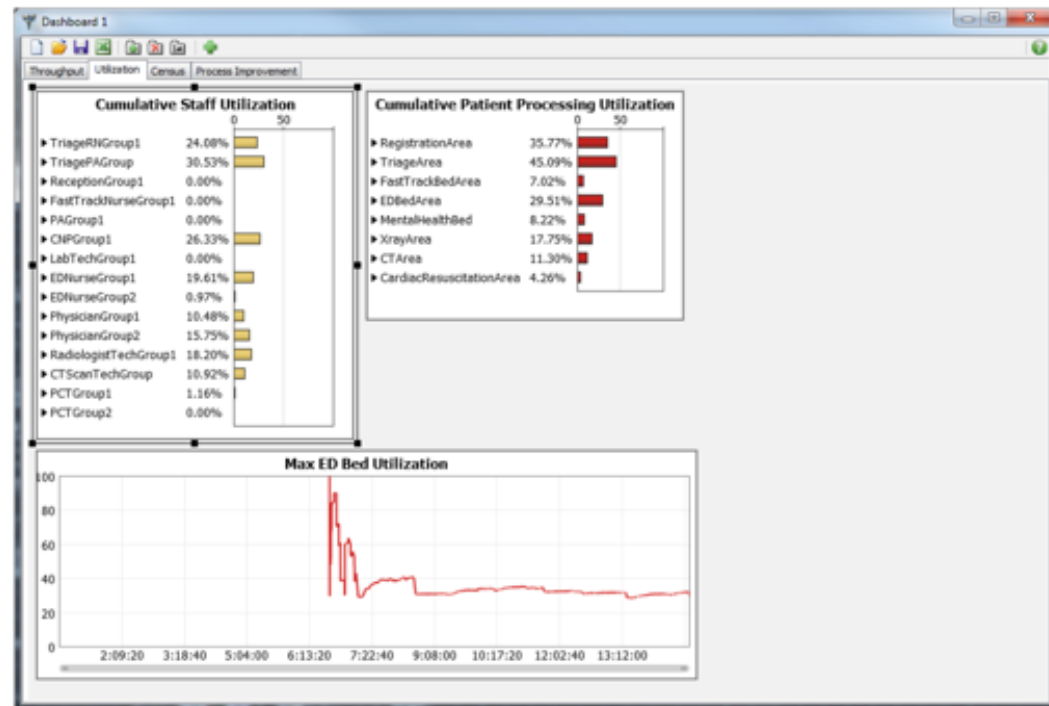 Dashboard 1
Throughput Utilization Census Process Improvement
Cumulative Staff Utilization
0 50
TriageRNGroup1 24.08%
TriagePAGroup 30.53%
ReceptionGroup1 0.00%
FastTrackNurseGroup1 0.00%
PAGroup1 0.00%
CNPGroup1 26.33%
LabTechGroup1 0.00%
EDNurseGroup1 19.61%
EDNurseGroup2 0.97%
PhysicianGroup1 10.48%
PhysicianGroup2 15.75%
RadiologistTechGroup1 18.20%
CTScanTechGroup 10.92%
PCTGroup1 1.16%
PCTGroup2 0.00%
Cumulative Patient Processing Utilization
0 50
RegistrationArea 35.77%
TriageArea 45.09%
FastTrackBedArea 7.02%
EDBedArea 29.51%
MentalHealthBed 8.22%
XrayArea 17.75%
CTArea 11.30%
CardiacResuscitationArea 4.26%
Max ED Bed Utilization
100
80
60
40
20
0
2:09:20 3:18:40 5:04:00 6:13:20 7:22:40 9:08:00 10:17:20 12:02:40 13:12:00